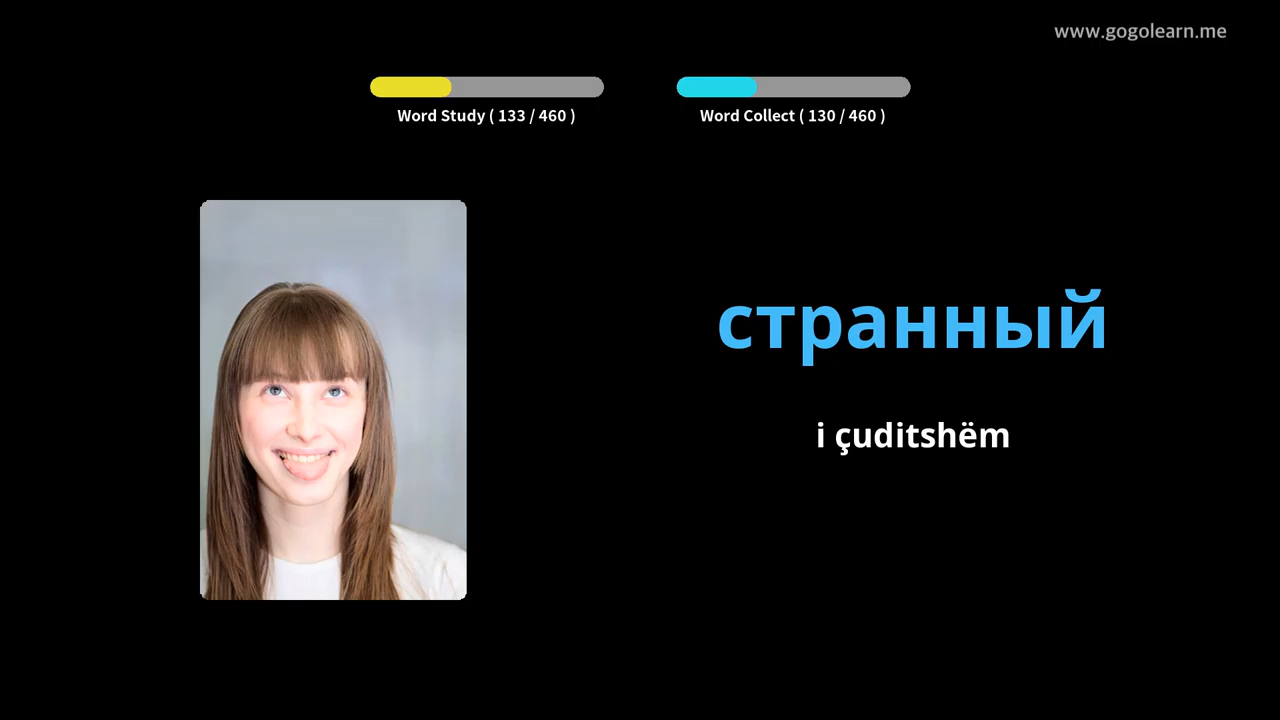 www.gogolearn.me
Word Study ( 133 / 460 )
Word Collect ( 130 / 460 )
странный
i çuditshëm